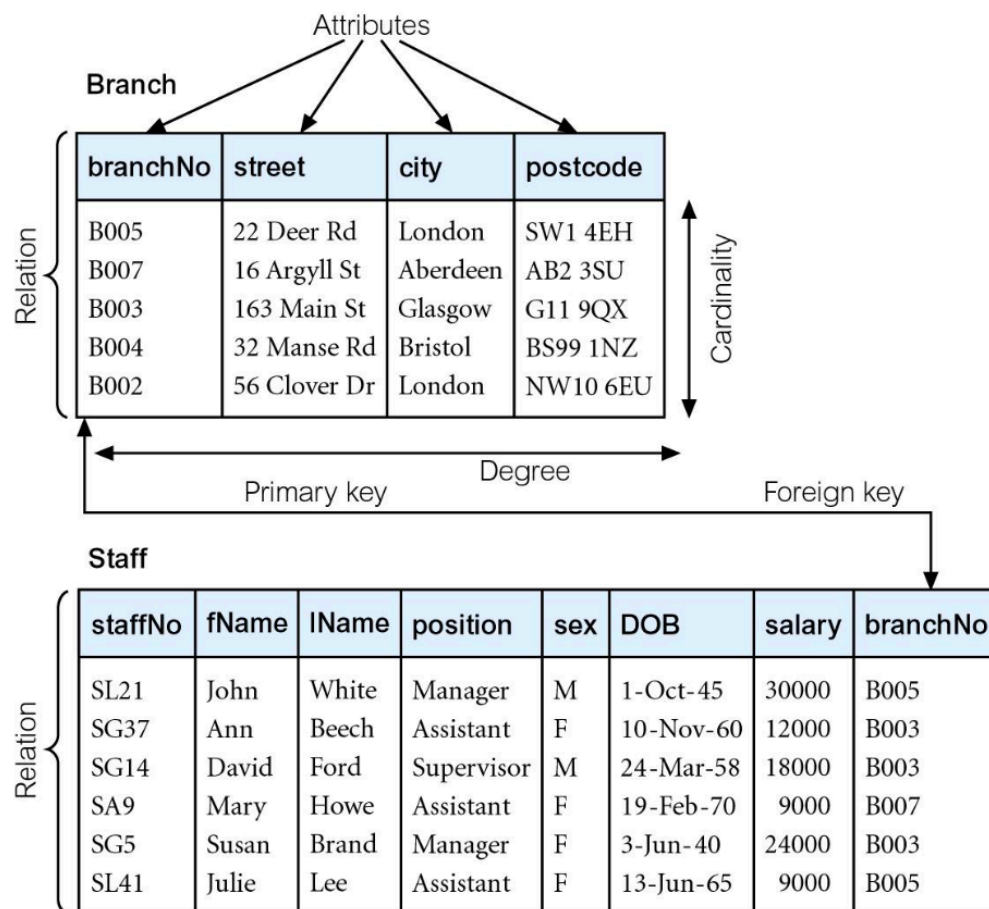 Attributes
Branch
branchNo street city postcode
B005 22 Deer Rd London SW1 4EH
B007 16 Argyll St Aberdeen AB2 3SU
B003 163 Main St Glasgow G11 9QX
B004 32 Manse Rd Bristol BS99 1NZ
B002 56 Clover Dr London NW10 6EU
Relation
Cardinality
Degree
Primary key Foreign key
Staff
staffNo fName lName position sex DOB salary branchNo
SL21 John White Manager M 1-Oct-45 30000 B005
SG37 Ann Beech Assistant F 10-Nov-60 12000 B003
SG14 David Ford Supervisor M 24-Mar-58 18000 B003
SA9 Mary Howe Assistant F 19-Feb-70 9000 B007
SG5 Susan Brand Manager F 3-Jun-40 24000 B003
SL41 Julie Lee Assistant F 13-Jun-65 9000 B005
Relation